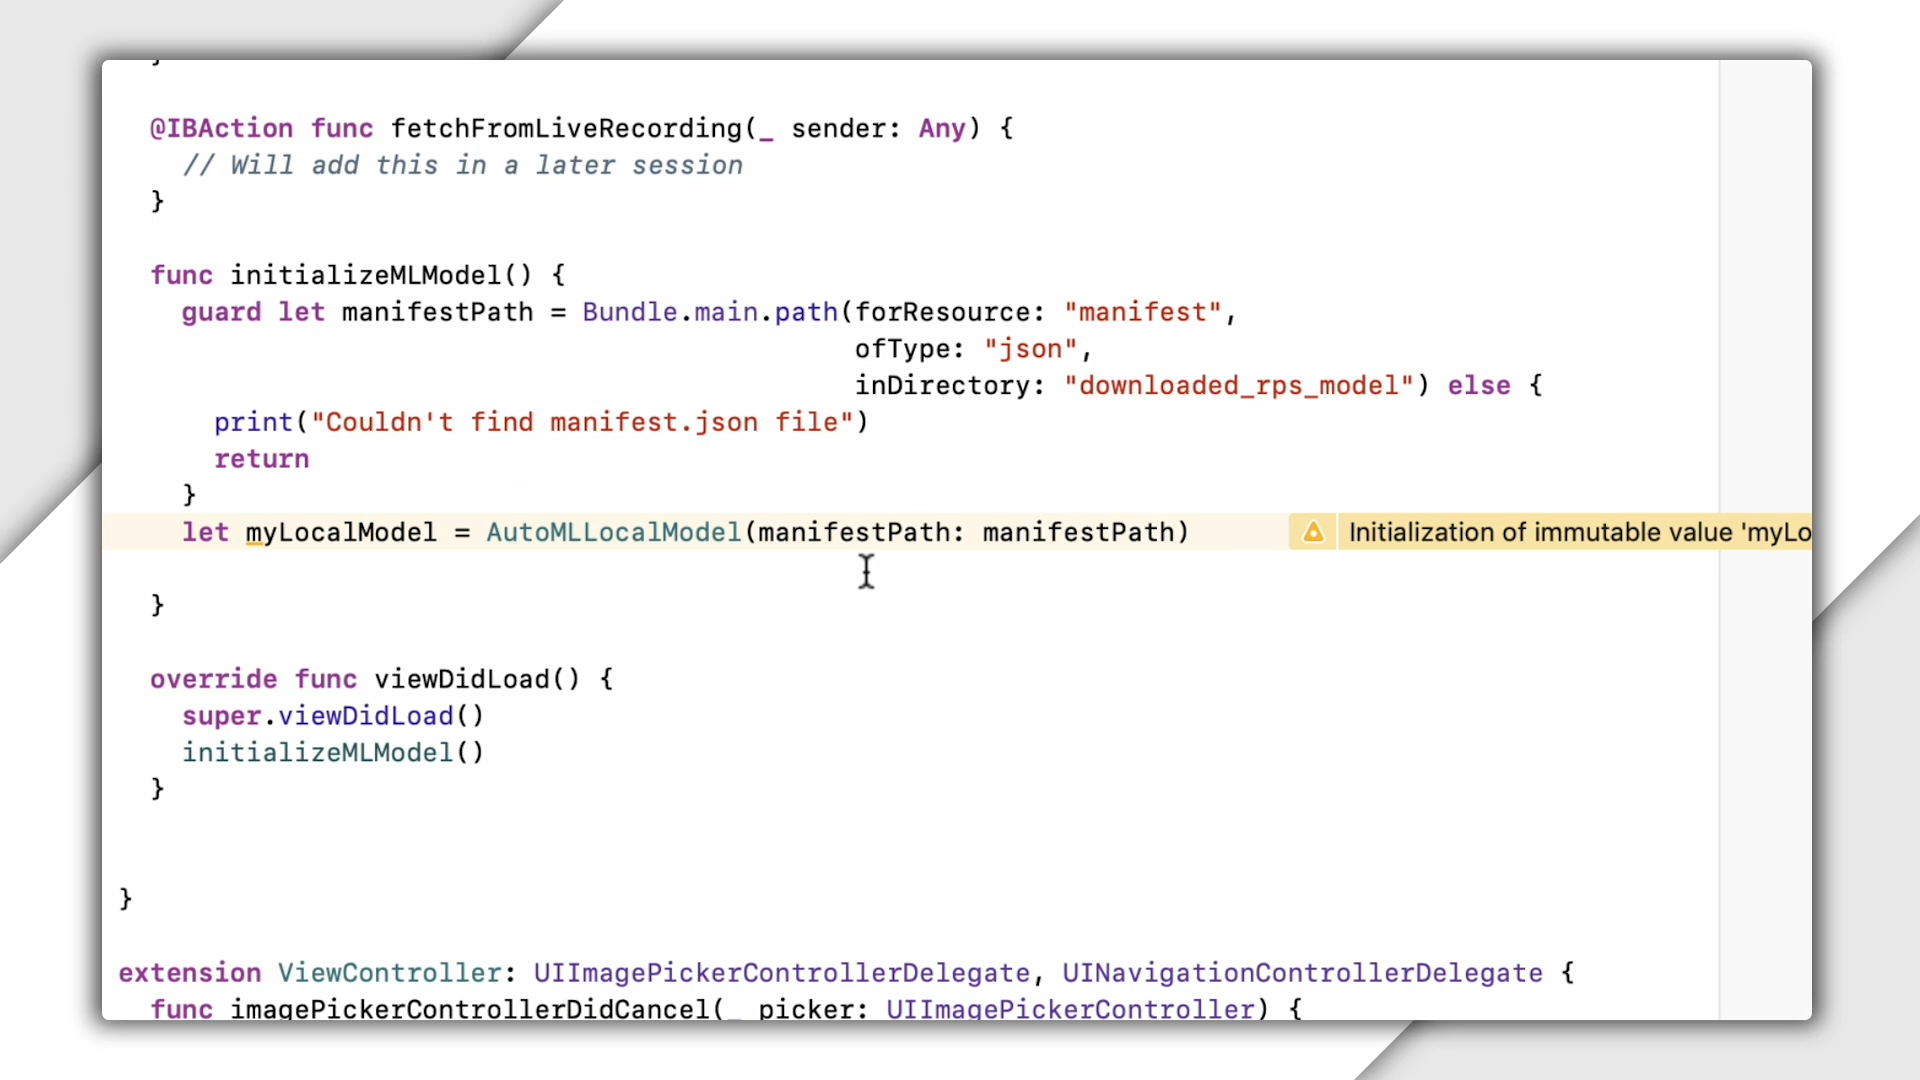 }
@IBAction func fetchFromLiveRecording(_ sender: Any) {
// Will add this in a later session
}
func initializeMLModel() {
guard let manifestPath = Bundle.main.path(forResource: "manifest",
ofType: "json",
inDirectory: "downloaded_rps_model") else {
print("Couldn't find manifest.json file")
return
}
let myLocalModel = AutoMLLocalModel(manifestPath: manifestPath) Initialization of immutable value 'myLo
}
override func viewDidLoad() {
super.viewDidLoad()
initializeMLModel()
}
}
extension ViewController: UIImagePickerControllerDelegate, UINavigationControllerDelegate {
func imagePickerControllerDidCancel(_ picker: UIImagePickerController) {